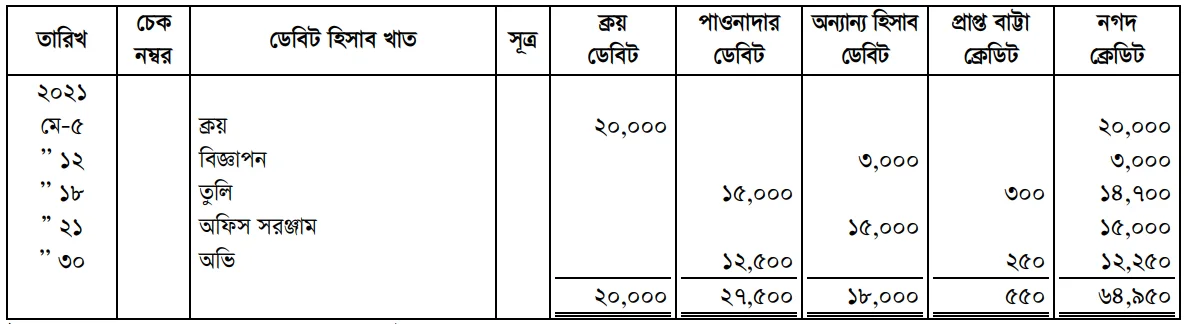 তারিখ চেক নম্বর ডেবিট হিসাব খাত সূত্র ক্রয় ডেবিট পাওনাদার ডেবিট অন্যান্য হিসাব ডেবিট প্রাপ্ত বাট্টা ক্রেডিট নগদ ক্রেডিট
২০২১
মে-৫ ক্রয় ২০,০০০ ২০,০০০
” ১২ বিজ্ঞাপন ৩,০০০ ৩,০০০
” ১৮ তুলি ১৫,০০০ ৩০০ ১৪,৭০০
” ২১ অফিস সরঞ্জাম ১৫,০০০ ১৫,০০০
” ৩০ অভি ১২,৫০০ ২৫০ ১২,২৫০
২০,০০০ ২৭,৫০০ ১৮,০০০ ৫৫০ ৬৪,৯৫০